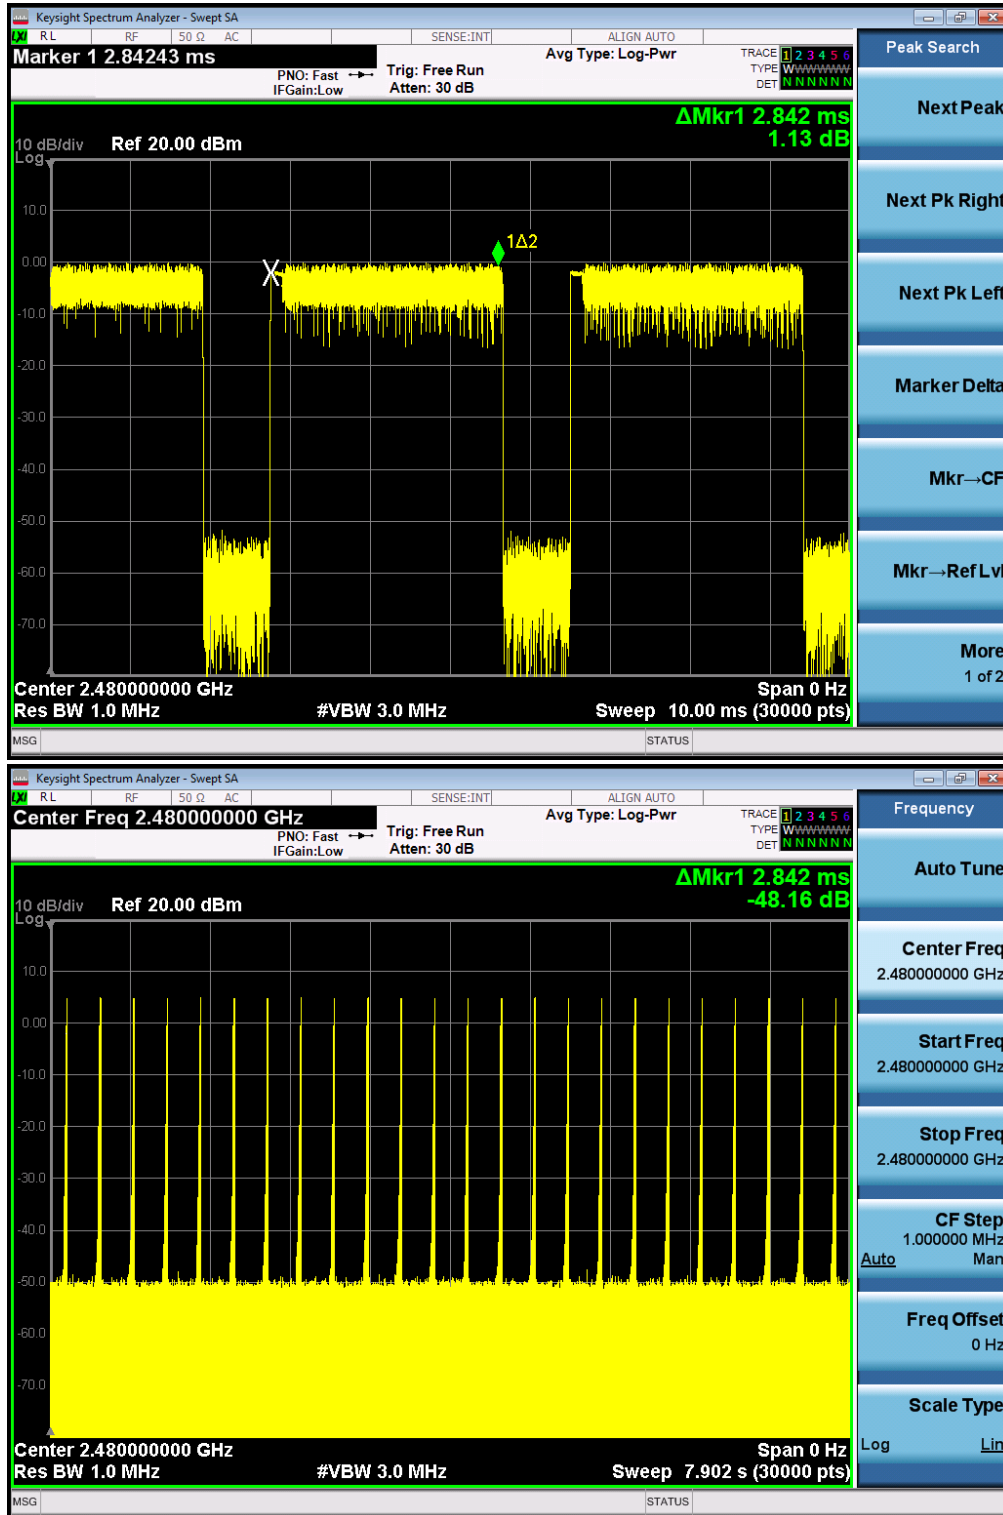 Keysight Spectrum Analyzer - Swept SA
LXI RL RF 50 Ω AC SENSE:INT ALIGN AUTO
Marker 1 2.84243 ms
PNO: Fast
IFGain:Low
Trig: Free Run
Atten: 30 dB
Avg Type: Log-Pwr
TRACE 1 2 3 4 5 6
TYPE WWWWWW
DET N N N N N N
ΔMkr1 2.842 ms
1.13 dB
10 dB/div Ref 20.00 dBm
Log
10.0
1Δ2
0.00
-10.0
-20.0
-30.0
-40.0
-50.0
-60.0
-70.0
Center 2.480000000 GHz Span 0 Hz
Res BW 1.0 MHz #VBW 3.0 MHz Sweep 10.00 ms (30000 pts)
MSG STATUS
Peak Search
Next Peak
Next Pk Right
Next Pk Left
Marker Delta
Mkr→CF
Mkr→Ref Lvl
More
1 of 2
Keysight Spectrum Analyzer - Swept SA
LXI RL RF 50 Ω AC SENSE:INT ALIGN AUTO
Center Freq 2.480000000 GHz
PNO: Fast
IFGain:Low
Trig: Free Run
Atten: 30 dB
Avg Type: Log-Pwr
TRACE 1 2 3 4 5 6
TYPE WWWWWW
DET N N N N N N
ΔMkr1 2.842 ms
-48.16 dB
10 dB/div Ref 20.00 dBm
Log
10.0
0.00
-10.0
-20.0
-30.0
-40.0
-50.0
-60.0
-70.0
Center 2.480000000 GHz Span 0 Hz
Res BW 1.0 MHz #VBW 3.0 MHz Sweep 7.902 s (30000 pts)
MSG STATUS
Frequency
Auto Tune
Center Freq
2.480000000 GHz
Start Freq
2.480000000 GHz
Stop Freq
2.480000000 GHz
CF Step
1.000000 MHz
Auto Man
Freq Offset
0 Hz
Scale Type
Log Lin